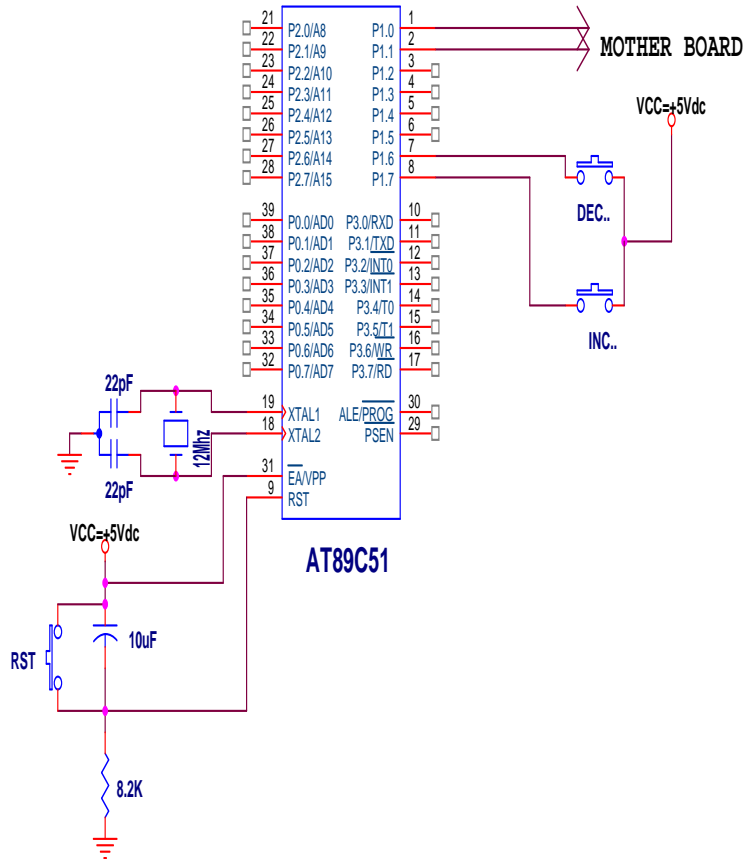 21 P2.0/A8 P1.0 1
22 P2.1/A9 P1.1 2
23 P2.2/A10 P1.2 3
24 P2.3/A11 P1.3 4
25 P2.4/A12 P1.4 5
26 P2.5/A13 P1.5 6
27 P2.6/A14 P1.6 7
28 P2.7/A15 P1.7 8
MOTHER BOARD
VCC=+5Vdc
DEC..
INC..
39 P0.0/AD0 P3.0/RXD 10
38 P0.1/AD1 P3.1/TXD 11
37 P0.2/AD2 P3.2/INT0 12
36 P0.3/AD3 P3.3/INT1 13
35 P0.4/AD4 P3.4/T0 14
34 P0.5/AD5 P3.5/T1 15
33 P0.6/AD6 P3.6/WR 16
32 P0.7/AD7 P3.7/RD 17
22pF
19 XTAL1 ALE/PROG 30
18 XTAL2 PSEN 29
12Mhz
22pF
31 EA/VPP
9 RST
AT89C51
VCC=+5Vdc
RST
10uF
8.2K